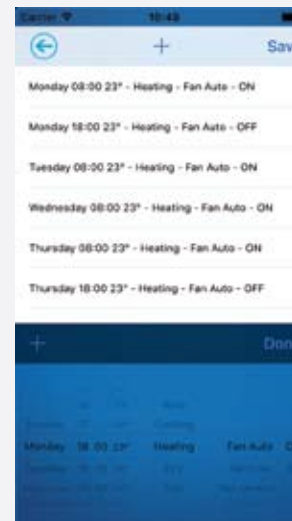 Carrier 10:48
+ Sav
Monday 08:00 23° - Heating - Fan Auto - ON
Monday 18:00 23° - Heating - Fan Auto - OFF
Tuesday 08:00 23° - Heating - Fan Auto - ON
Wednesday 08:00 23° - Heating - Fan Auto - ON
Thursday 08:00 23° - Heating - Fan Auto - ON
Thursday 18:00 23° - Heating - Fan Auto - OFF
+ Don
Cooling
Monday 18 00 23° Heating Fan Auto